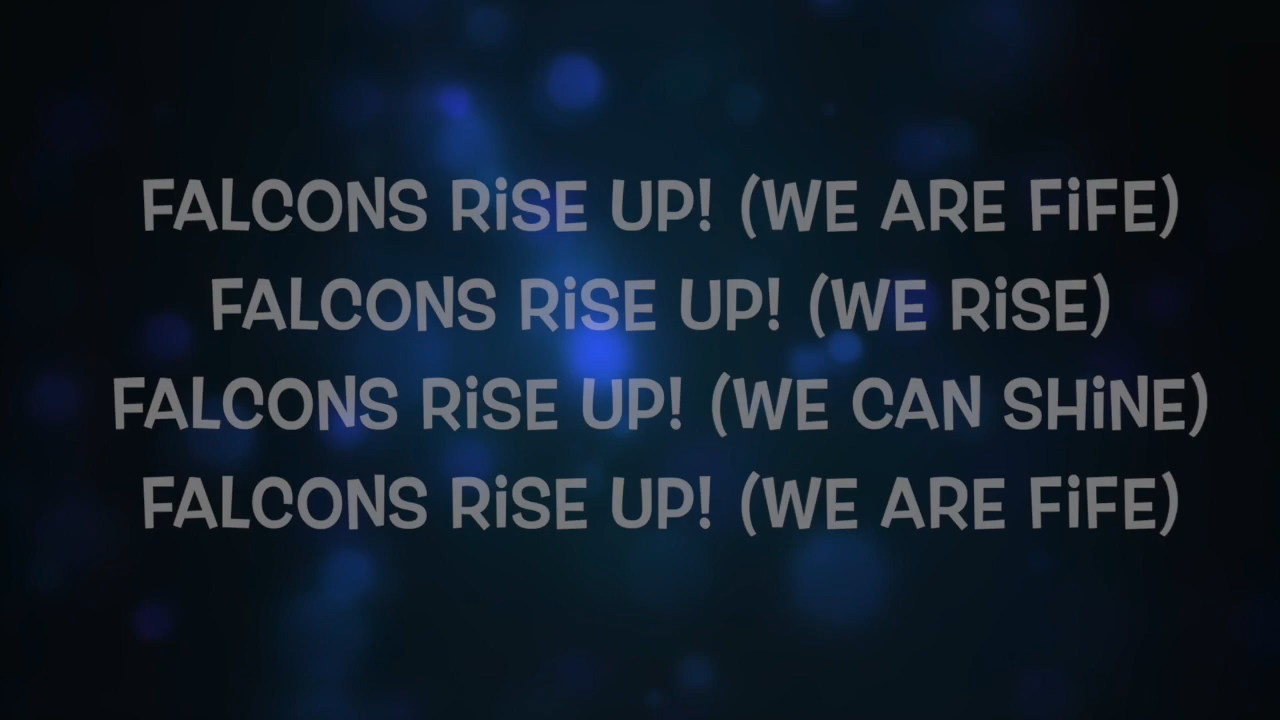 FALCONS RiSE UP! (WE ARE FiFE)
FALCONS RiSE UP! (WE RiSE)
FALCONS RiSE UP! (WE CAN SHiNE)
FALCONS RiSE UP! (WE ARE FiFE)